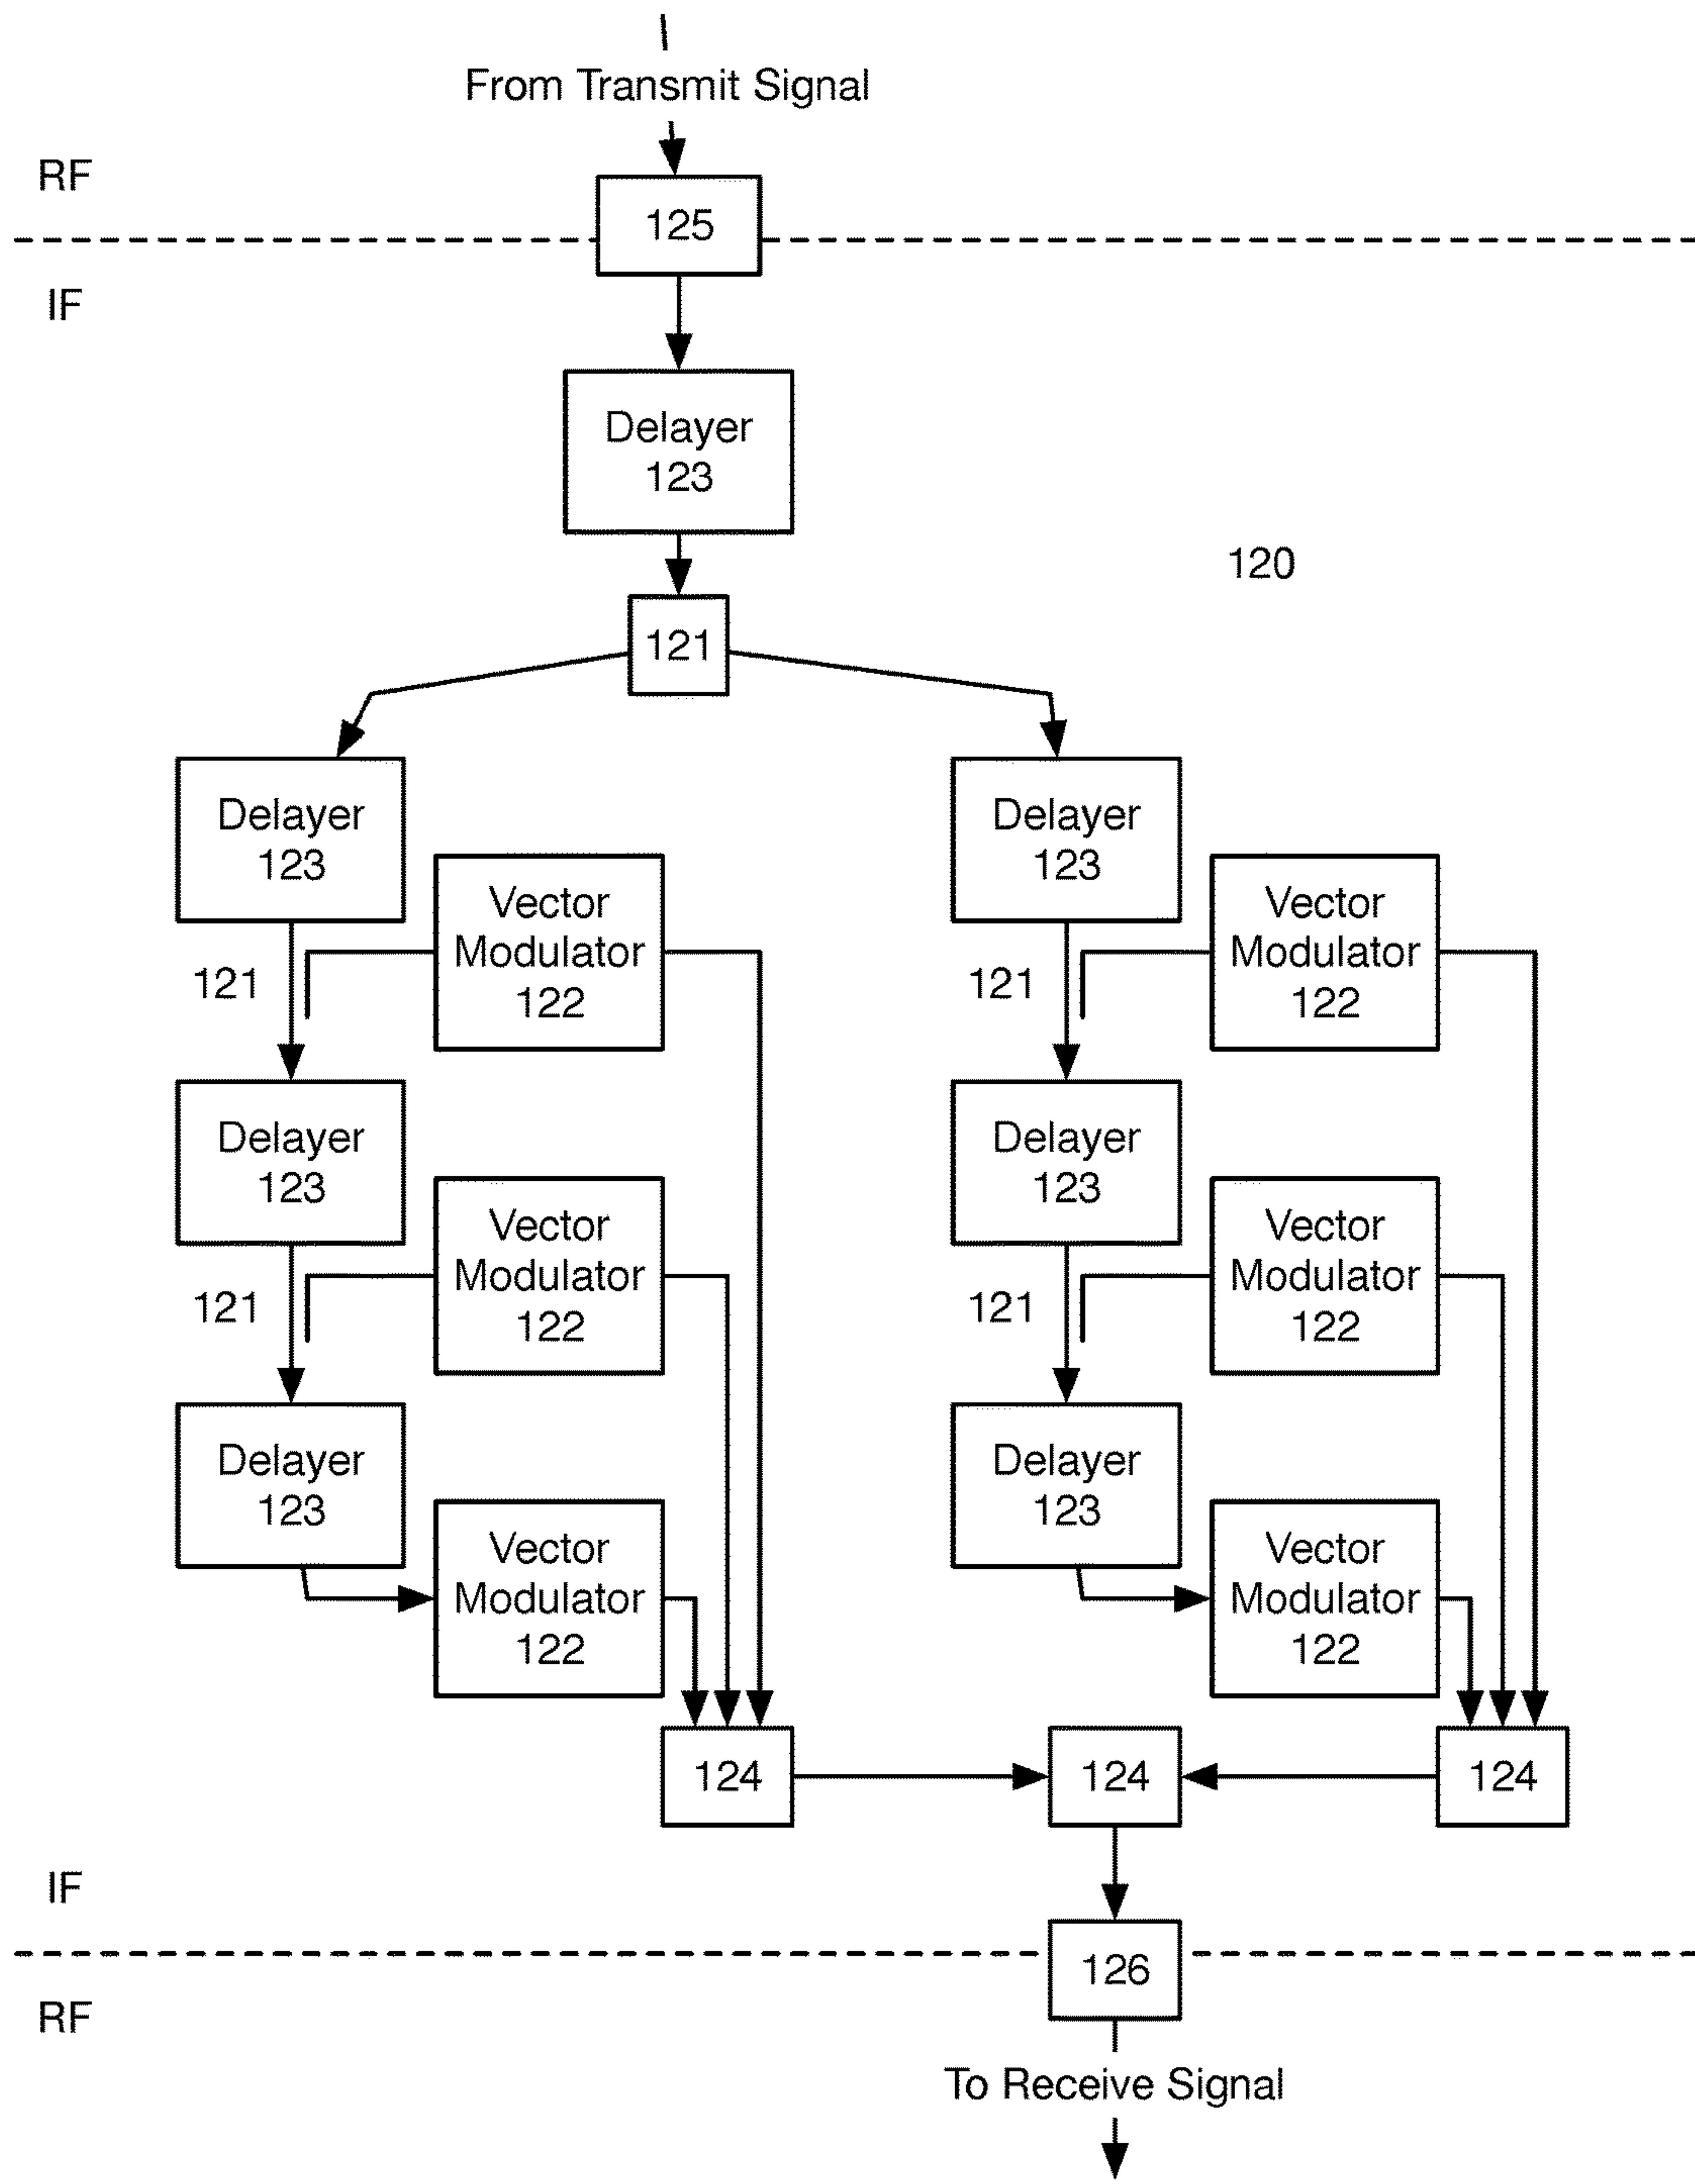 From Transmit Signal
RF
125
IF
Delayer
123
120
121
Delayer
123
Delayer
123
Vector
Modulator
122
Vector
Modulator
122
121
121
Delayer
123
Delayer
123
Vector
Modulator
122
Vector
Modulator
122
121
121
Delayer
123
Delayer
123
Vector
Modulator
122
Vector
Modulator
122
124
124
124
IF
126
RF
To Receive Signal